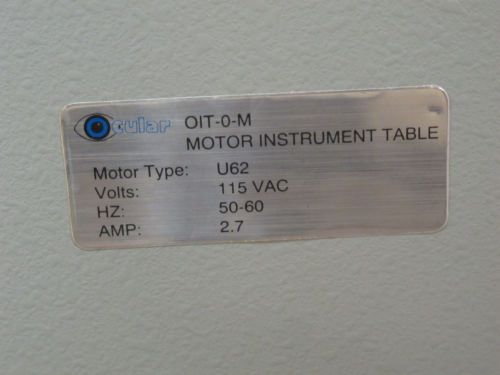 Ocular OIT-0-M
MOTOR INSTRUMENT TABLE
Motor Type: U62
Volts: 115 VAC
HZ: 50-60
AMP: 2.7